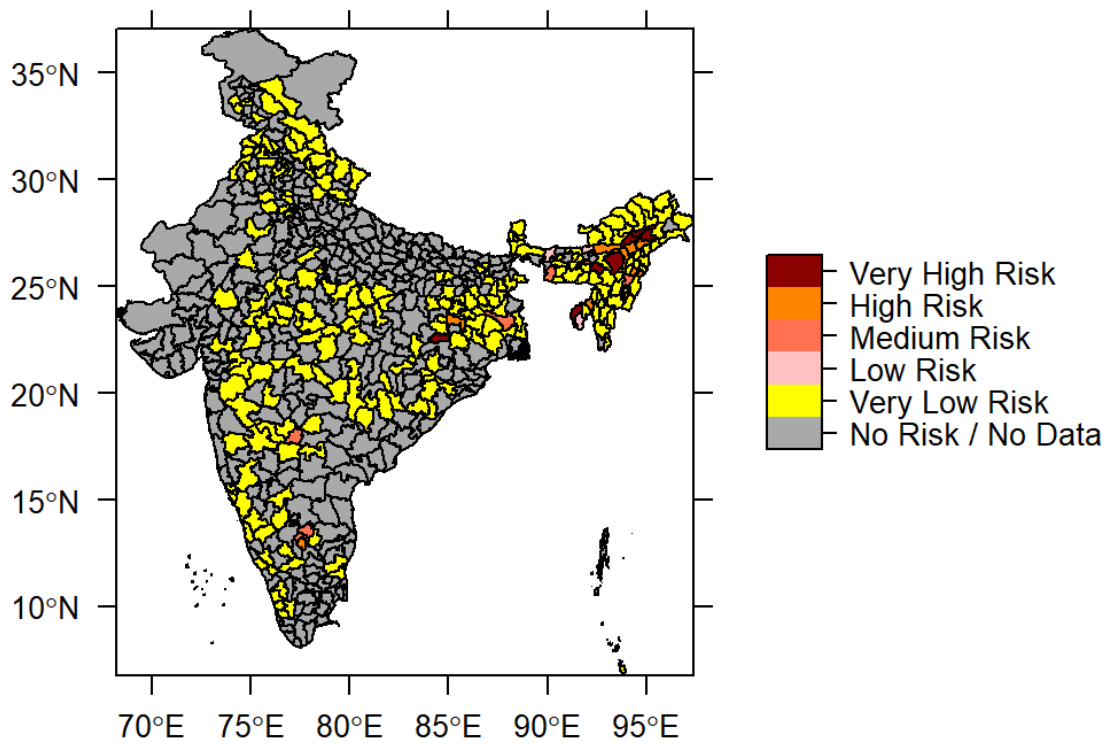 35°N
30°N
25°N
20°N
15°N
10°N
70°E 75°E 80°E 85°E 90°E 95°E
Very High Risk
High Risk
Medium Risk
Low Risk
Very Low Risk
No Risk / No Data